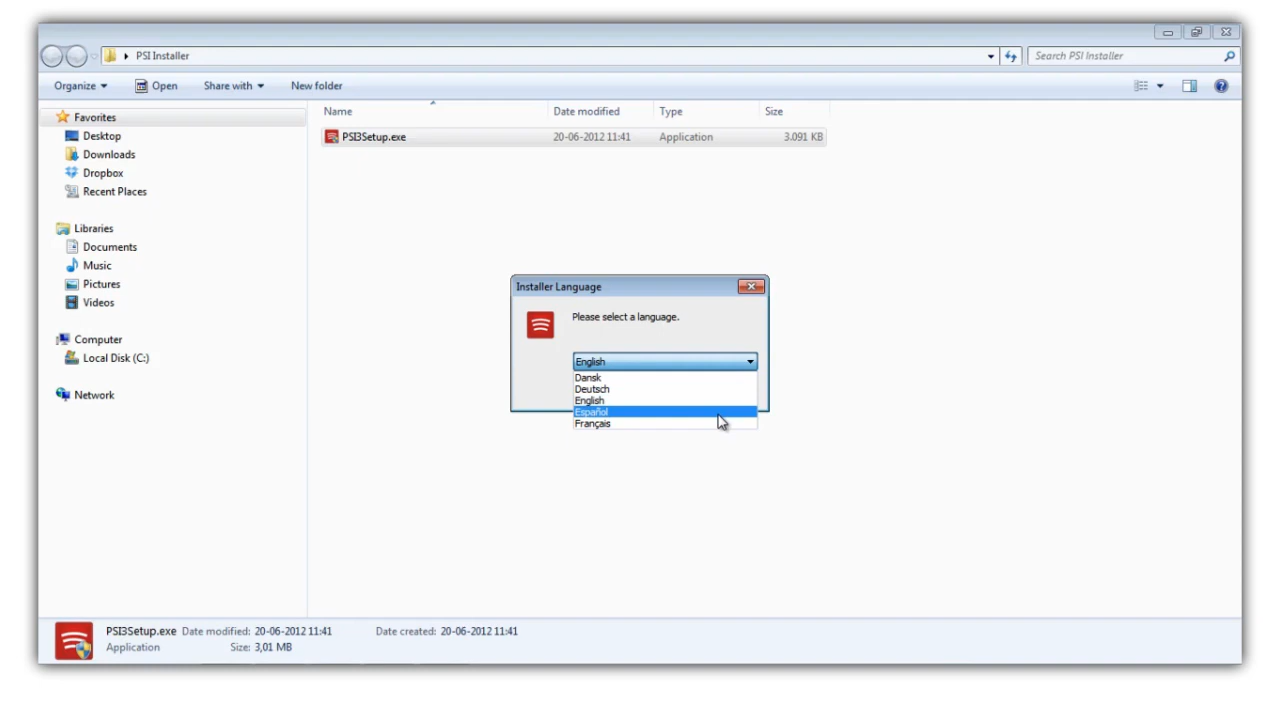 PSI Installer
Search PSI Installer
Organize Open Share with New folder
Favorites
Desktop
Downloads
Dropbox
Recent Places
Libraries
Documents
Music
Pictures
Videos
Computer
Local Disk (C:)
Network
Name Date modified Type Size
PSI3Setup.exe 20-06-2012 11:41 Application 3.091 KB
Installer Language
Please select a language.
English
Dansk
Deutsch
English
Español
Français
PSI3Setup.exe Date modified: 20-06-2012 11:41 Date created: 20-06-2012 11:41
Application Size: 3,01 MB